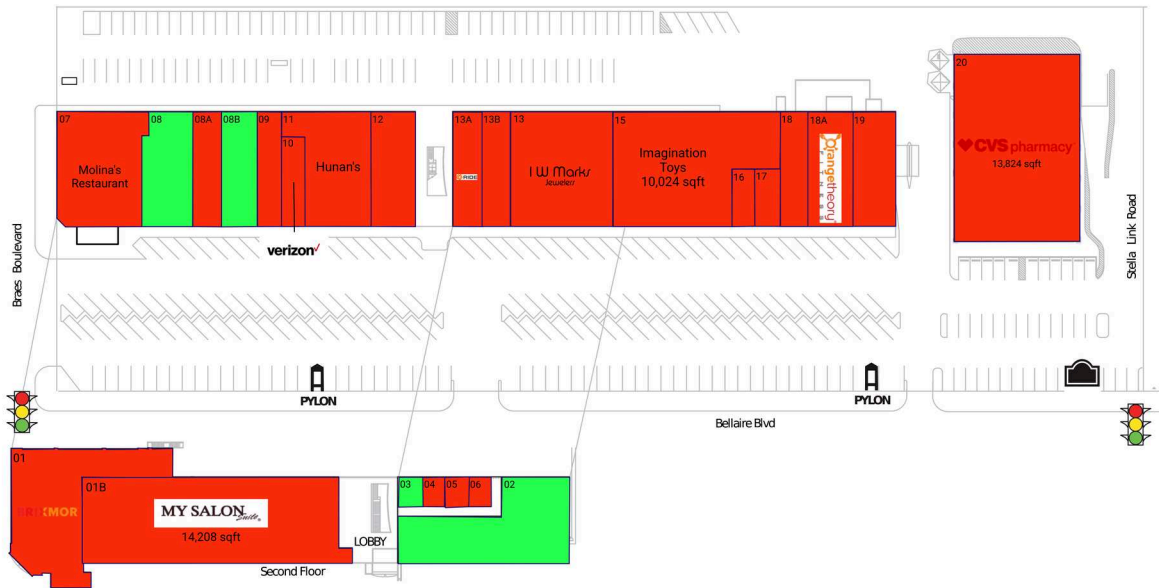 07
08
08A
08B
09
11
10
12
13A
13B
13
15
16
17
18
18A
19
20
Molina's
Restaurant
Hunan's
RIDE
I W Marks
Jewelers
Imagination
Toys
10,024 sqft
Orangetheory
FITNESS
CVS pharmacy
13,824 sqft
verizon
Braes Boulevard
Stella Link Road
PYLON
PYLON
Bellaire Blvd
01
01B
03
04
05
06
02
BRIXMOR
MY SALON
Suite
14,208 sqft
LOBBY
Second Floor